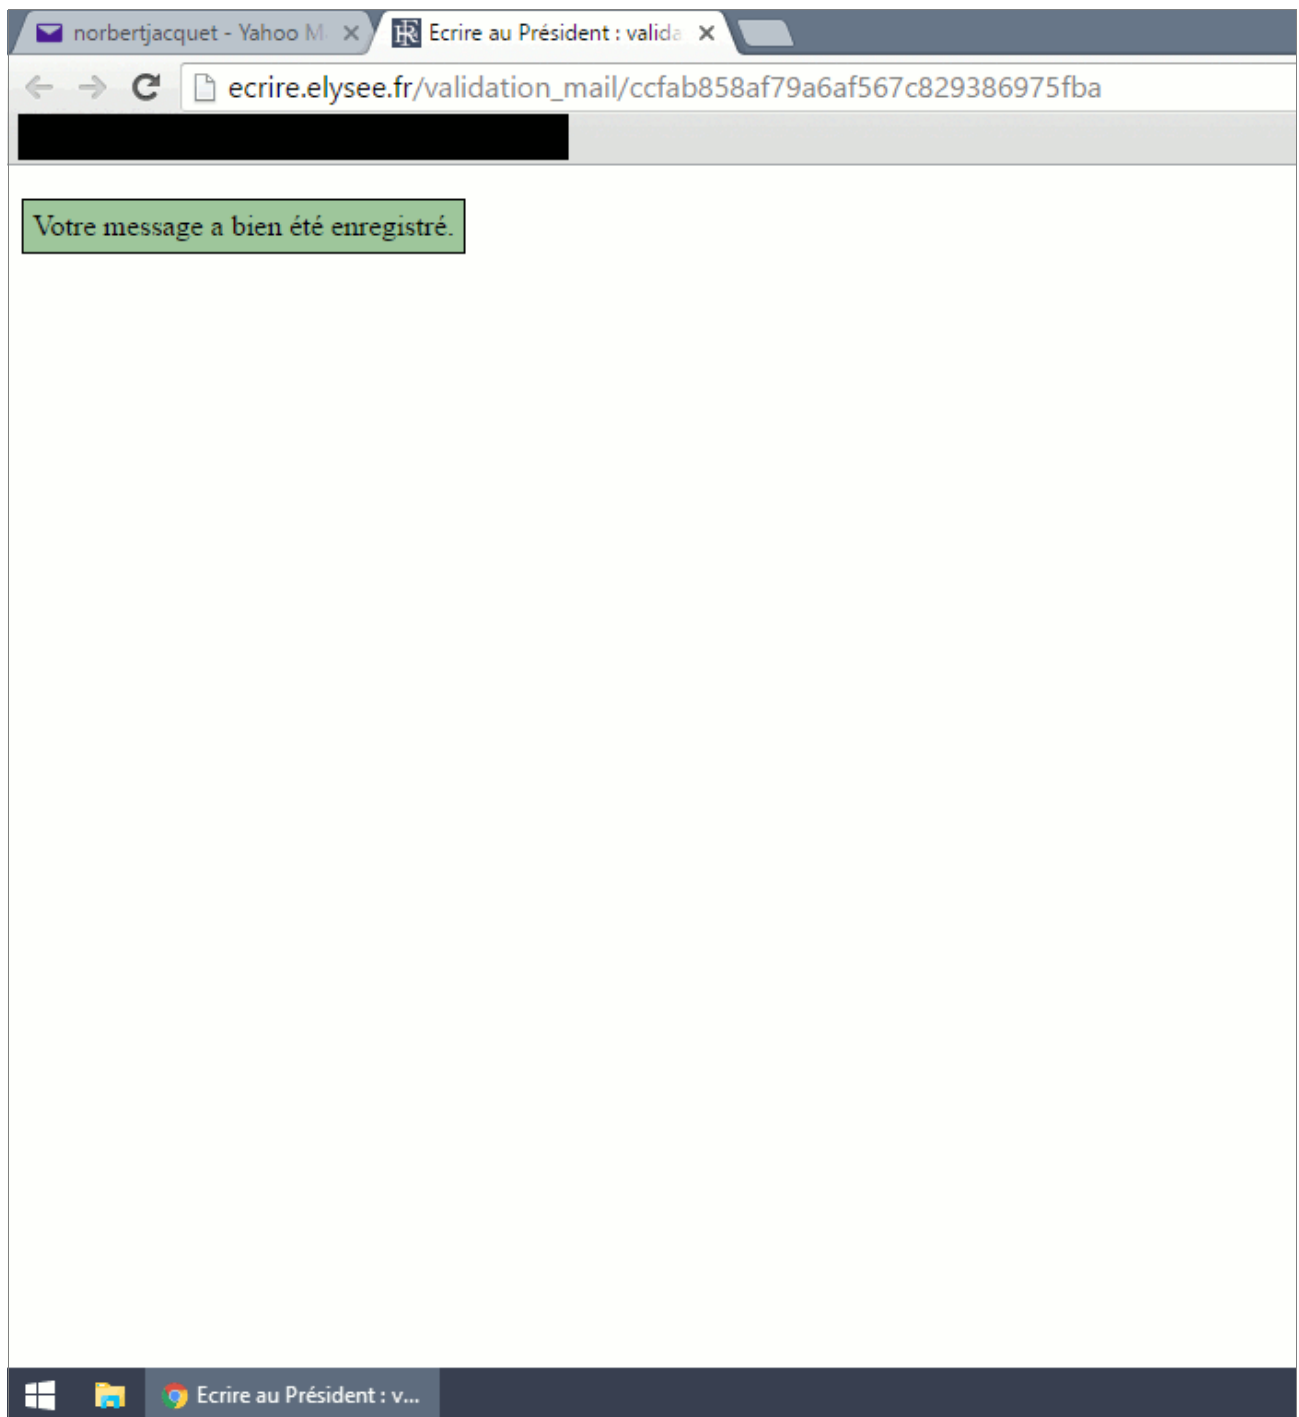 norbertjacquet - Yahoo M
Ecrire au Président : valida
ecrire.elysee.fr/validation_mail/ccfab858af79a6af567c829386975fba
Votre message a bien été enregistré.
Ecrire au Président : v...